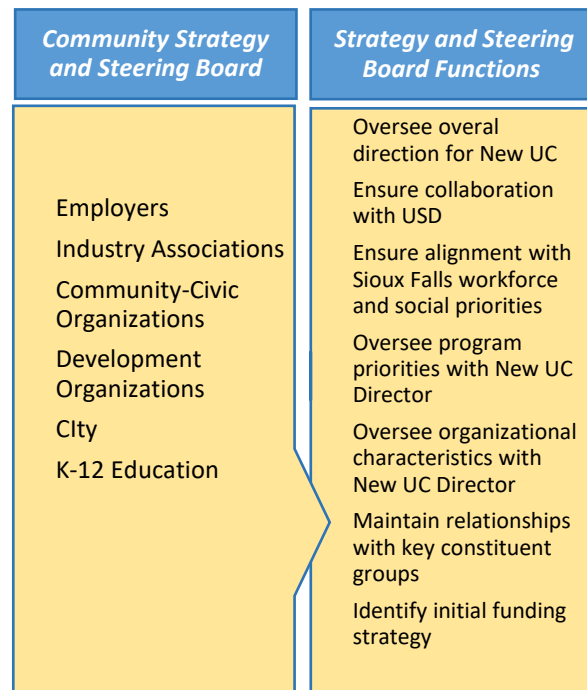 Community Strategy
and Steering Board
Employers
Industry Associations
Community-Civic
Organizations
Development
Organizations
CIty
K-12 Education
Strategy and Steering
Board Functions
Oversee overal
direction for New UC
Ensure collaboration
with USD
Ensure alignment with
Sioux Falls workforce
and social priorities
Oversee program
priorities with New UC
Director
Oversee organizational
characteristics with
New UC Director
Maintain relationships
with key constituent
groups
Identify initial funding
strategy